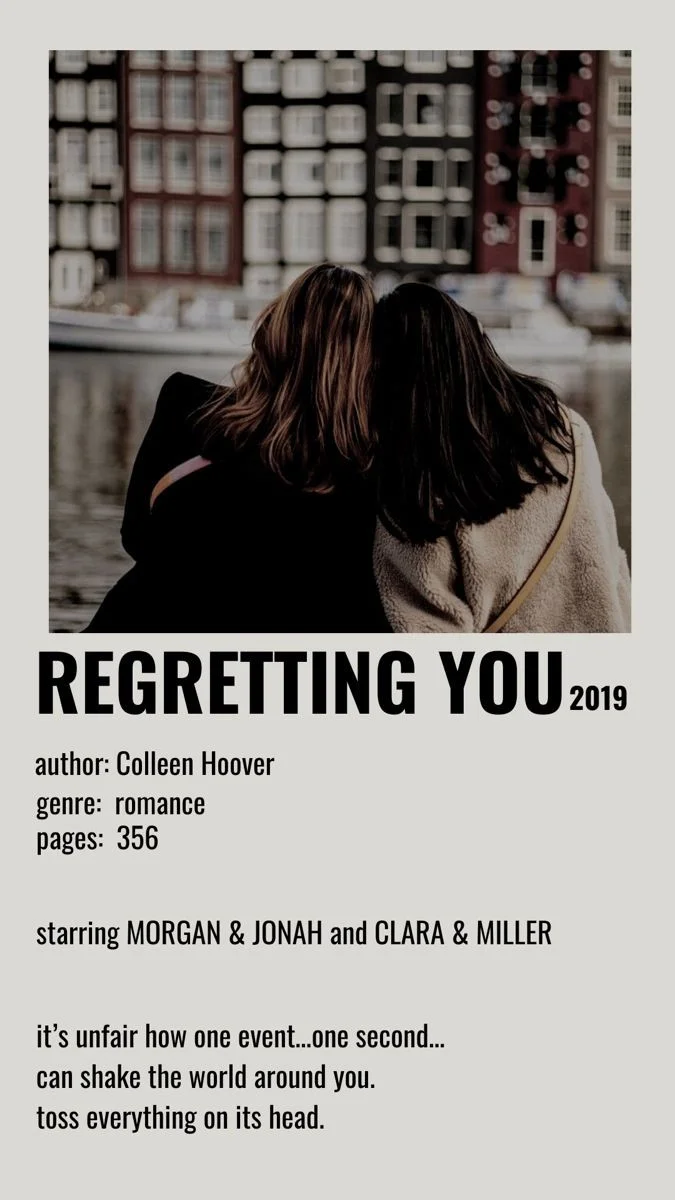 REGRETTING YOU 2019
author: Colleen Hoover
genre: romance
pages: 356
starring MORGAN & JONAH and CLARA & MILLER
it’s unfair how one event...one second...
can shake the world around you.
toss everything on its head.